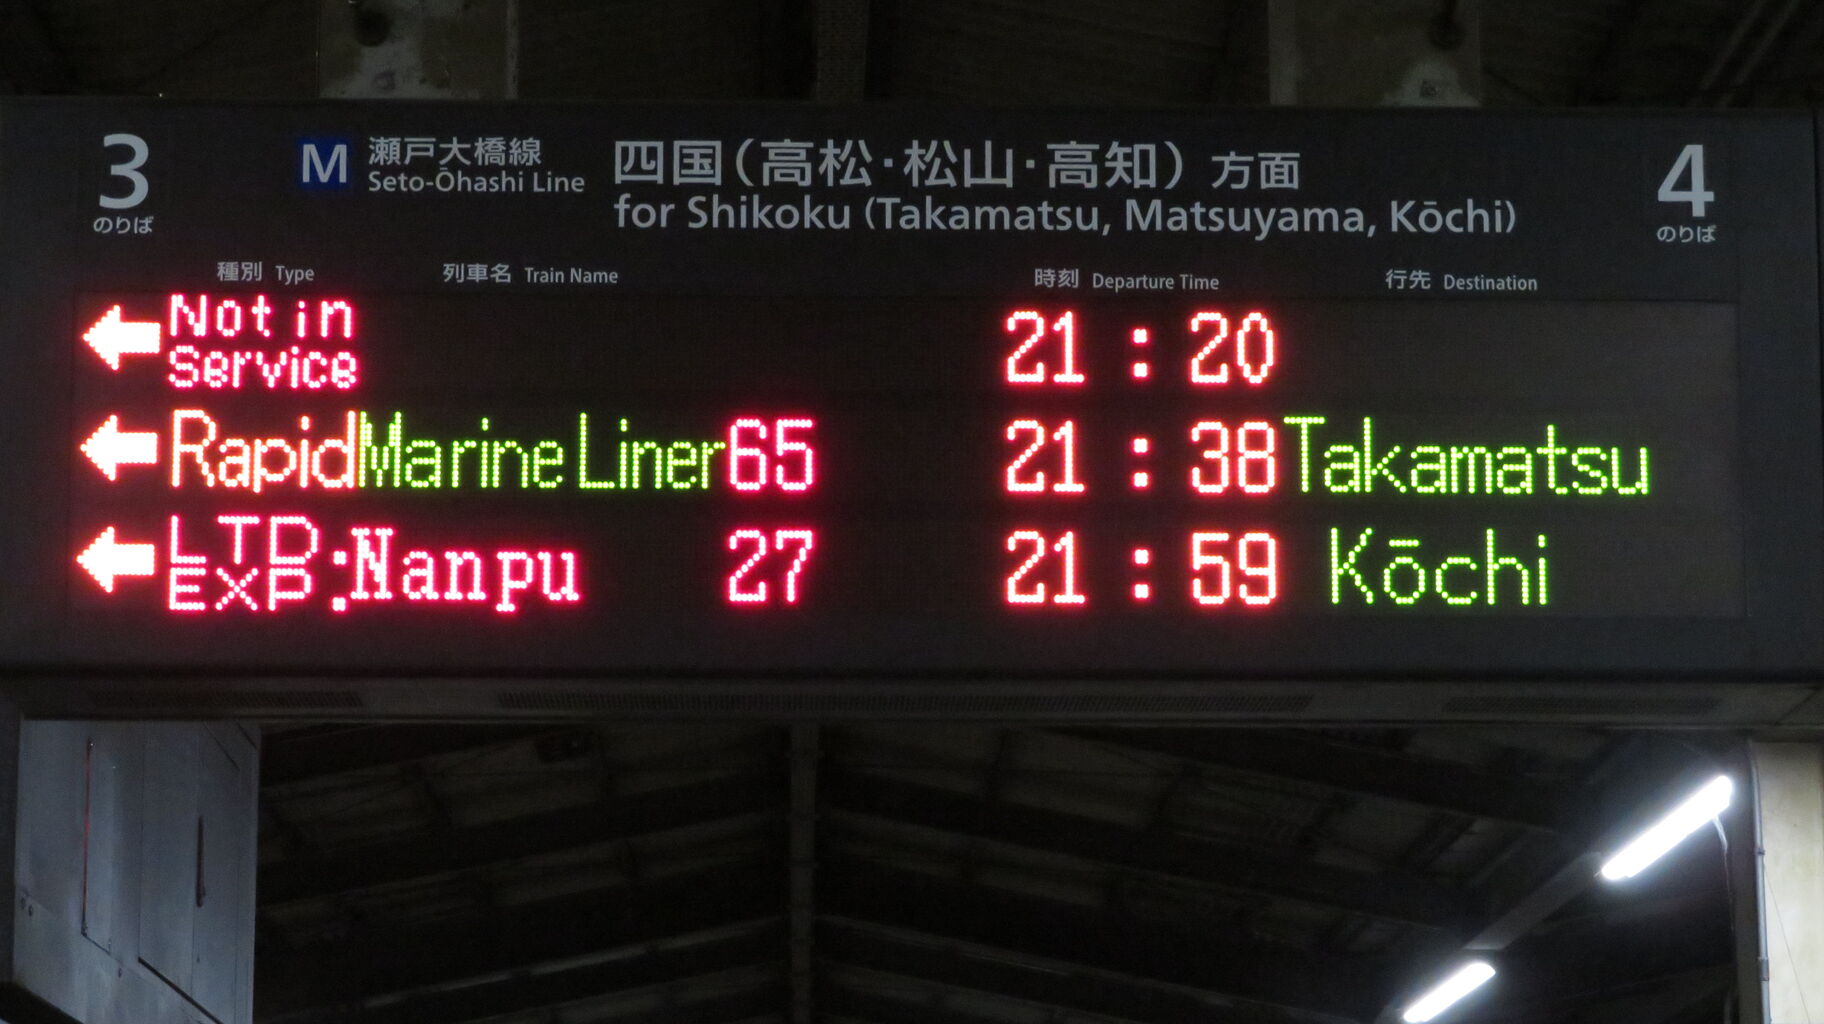 3 のりば
M 瀬戸大橋線 四国(高松・松山・高知) 方面
Seto-Ōhashi Line for Shikoku (Takamatsu, Matsuyama, Kōchi)
4 のりば
種別 Type 列車名 Train Name 時刻 Departure Time 行先 Destination
← Not in Service 21:20
← Rapid Marine Liner 65 21:38 Takamatsu
← LTD. EXP. Nanpu 27 21:59 Kōchi